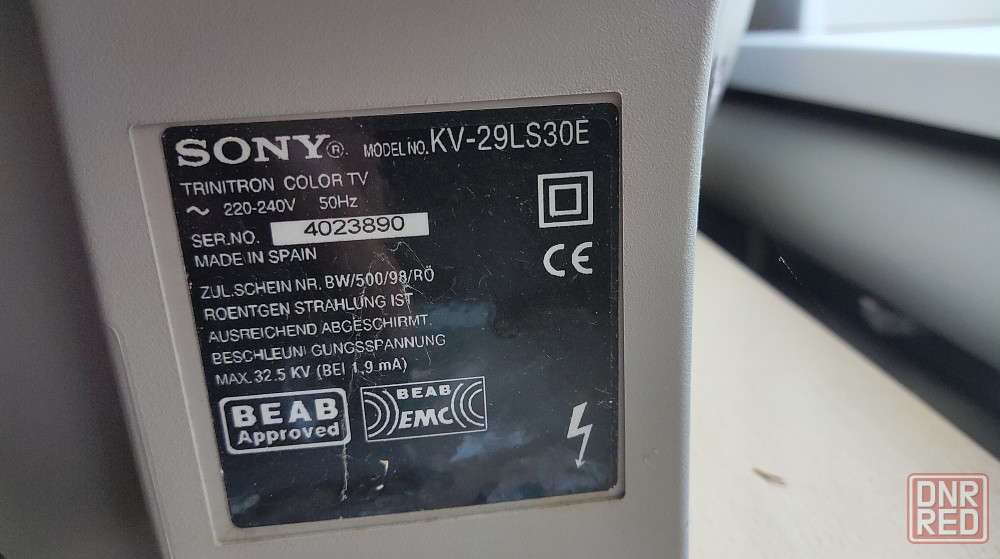 SONY® MODEL NO. KV-29LS30E
TRINITRON COLOR TV
~ 220-240V 50Hz
SER.NO. 4023890
MADE IN SPAIN
CE
ZUL.SCHEIN NR. BW/500/98/RÖ
ROENTGEN STRAHLUNG IST
AUSREICHEND ABGESCHIRMT.
BESCHLEUNI GUNGSSPANNUNG
MAX. 32.5 KV (BEI 1,9 mA)
BEAB
Approved
BEAB
EMC
DNR
RED